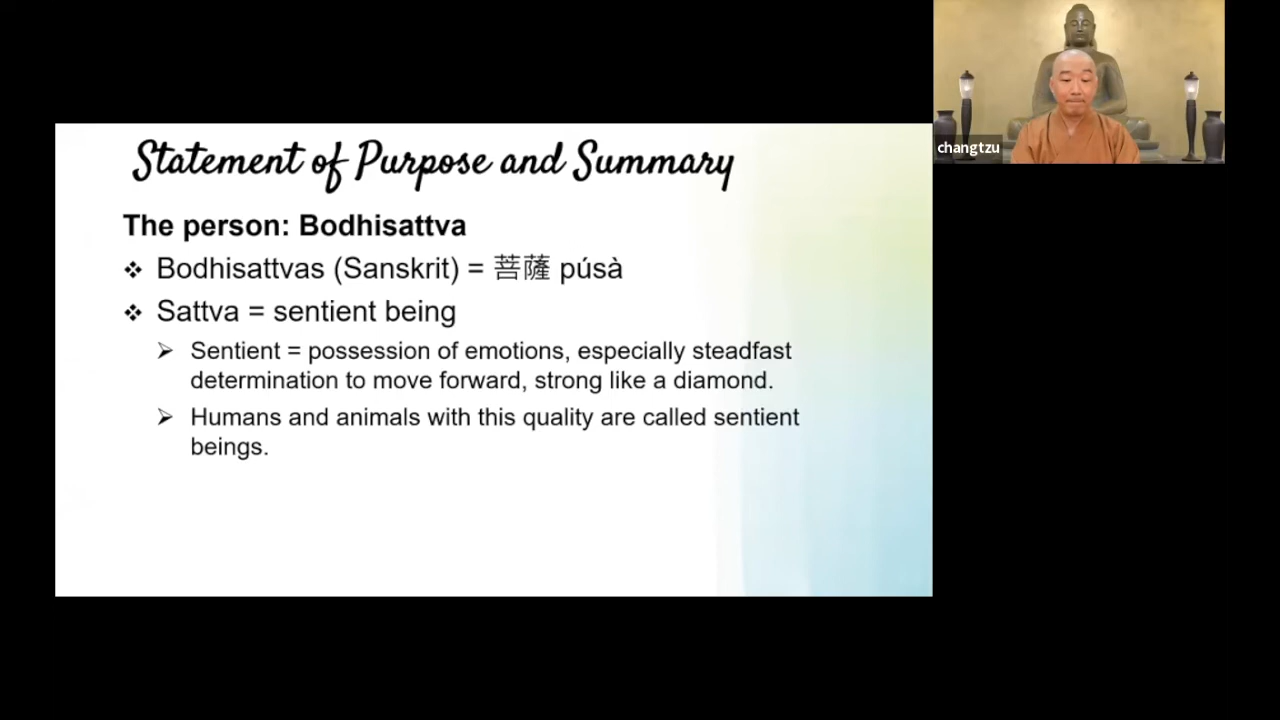 Statement of Purpose and Summary
The person: Bodhisattva
❖ Bodhisattvas (Sanskrit) = 菩薩 púsà
❖ Sattva = sentient being
➢ Sentient = possession of emotions, especially steadfast
determination to move forward, strong like a diamond.
➢ Humans and animals with this quality are called sentient
beings.
changtzu